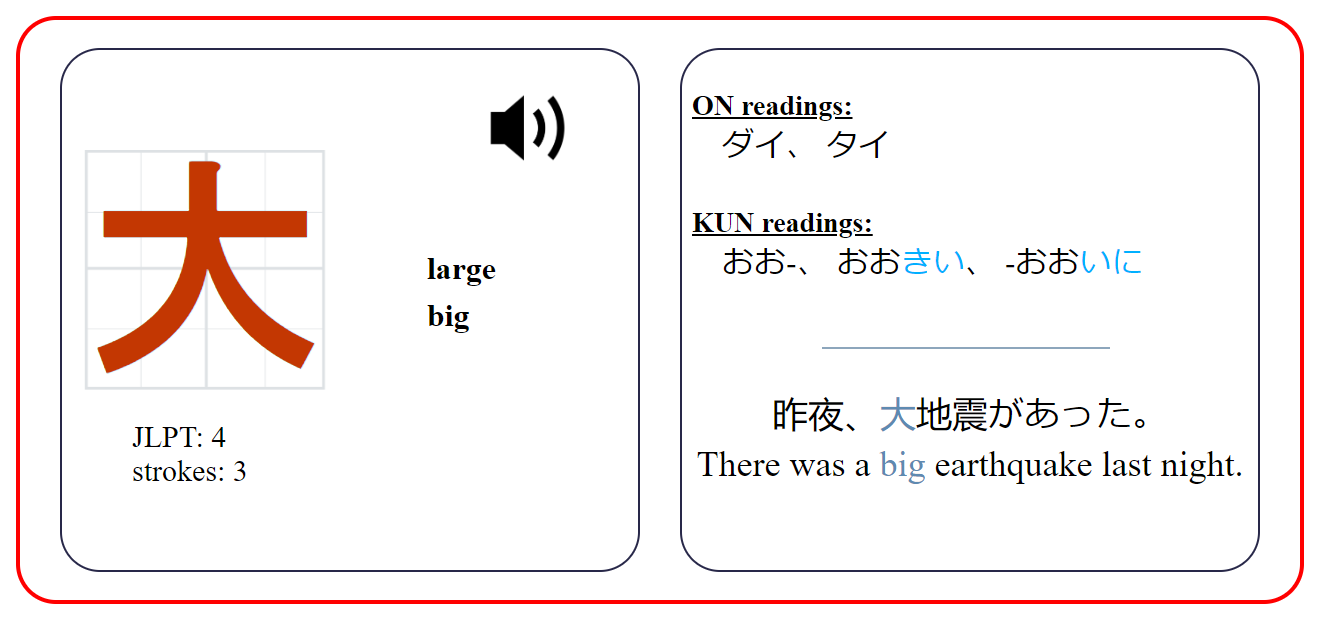 大
large
big
JLPT: 4
strokes: 3
ON readings:
ダイ、 タイ
KUN readings:
おお-、 おおきい、 -おおいに
昨夜、大地震があった。
There was a big earthquake last night.